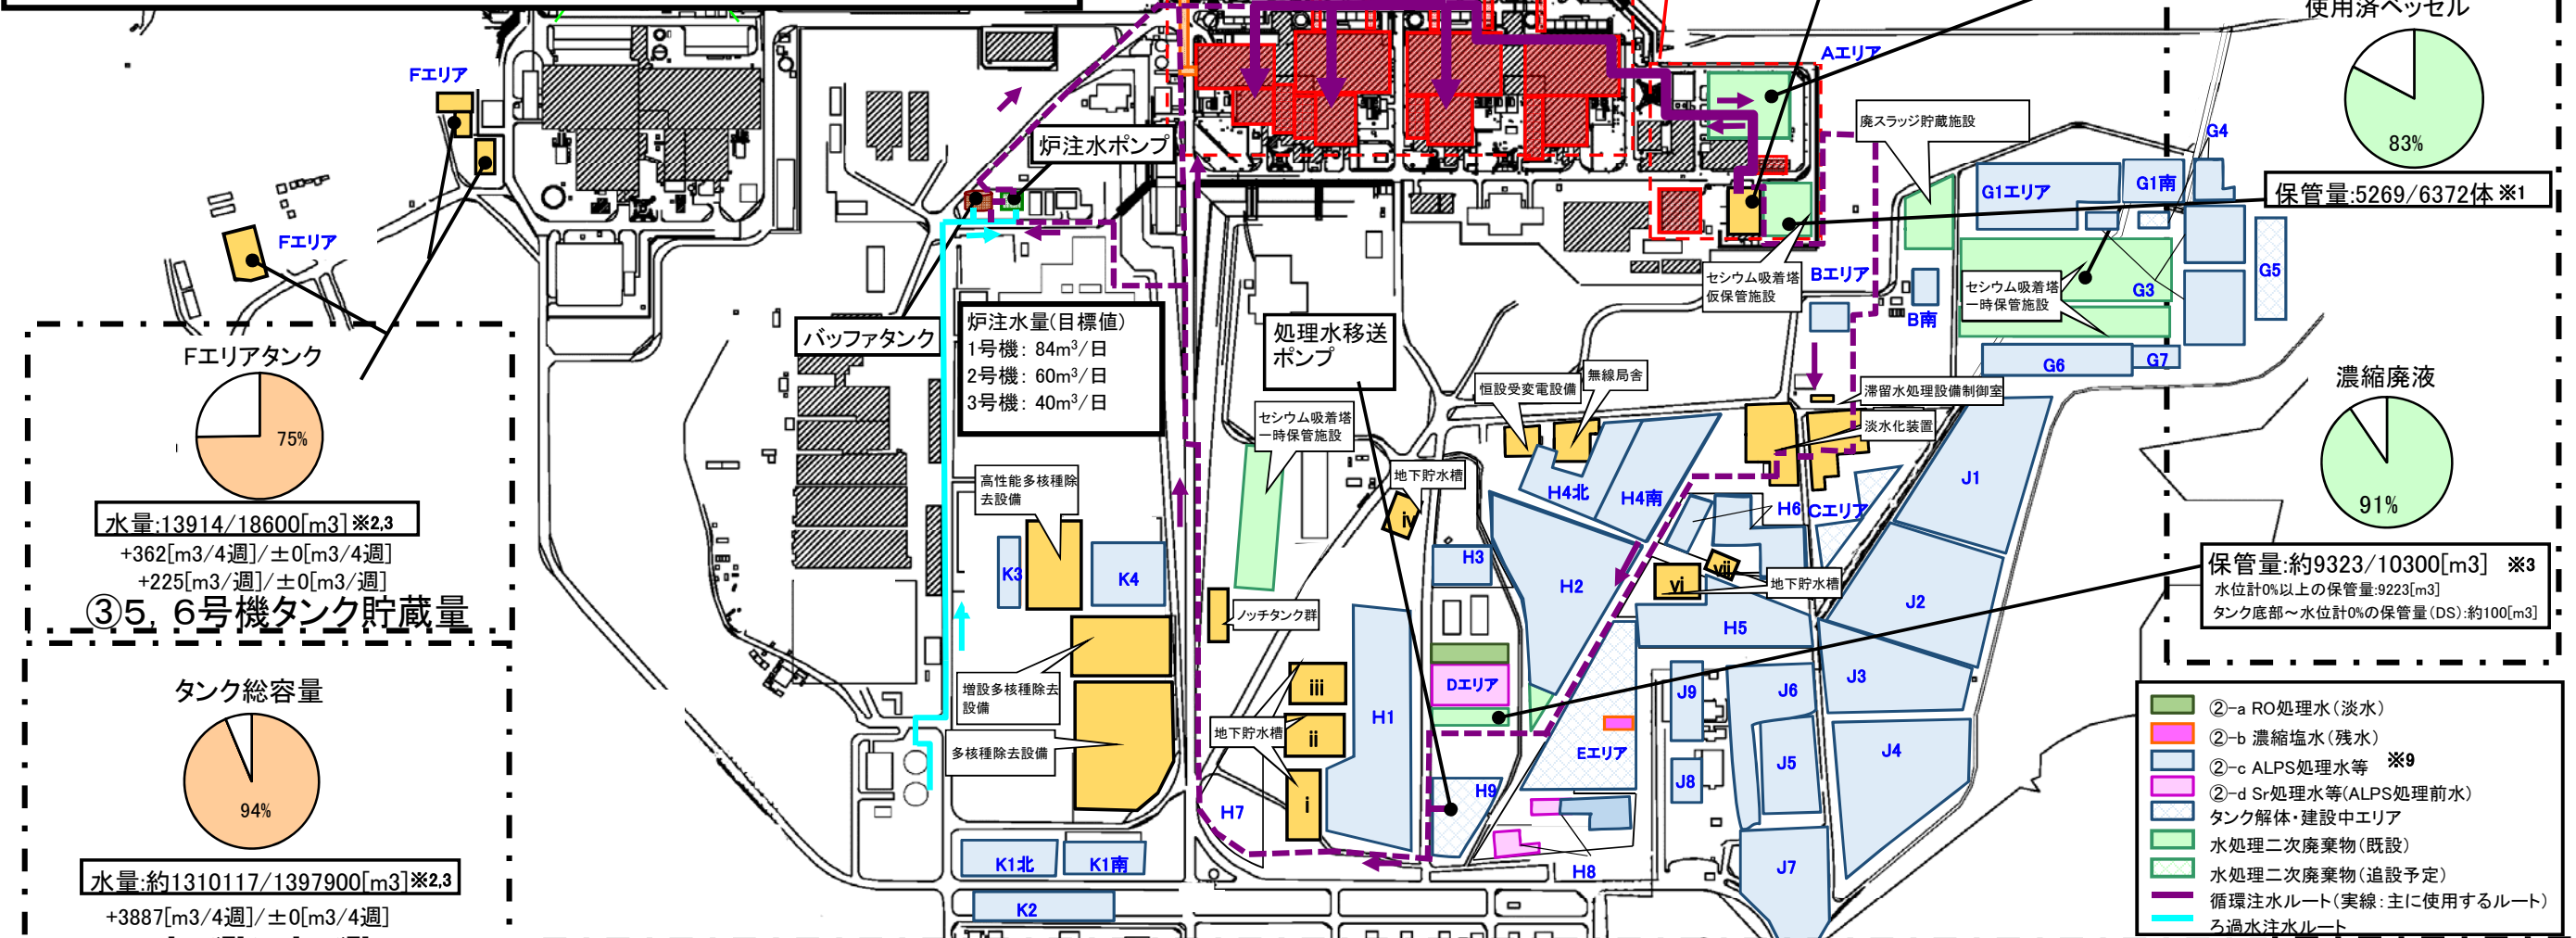 使用済ベッセル
83%
保管量:5269/6372体 ※1
濃縮廃液
91%
保管量:約9323/10300[m3] ※3
水位計0%以上の保管量:9223[m3]
タンク底部～水位計0%の保管量(DS):約100[m3]
Fエリア
Fエリア
Fエリアタンク
75%
水量:13914/18600[m3]※2,3
+362[m3/4週]/±0[m3/4週]
+225[m3/週]/±0[m3/週]
③5，6号機タンク貯蔵量
タンク総容量
94%
水量:約1310117/1397900[m3]※2,3
+3887[m3/4週]/±0[m3/4週]
炉注水ポンプ
バッファタンク
炉注水量(目標値)
1号機: 84m³/日
2号機: 60m³/日
3号機: 40m³/日
処理水移送
ポンプ
Aエリア
廃スラッジ貯蔵施設
G4
G1エリア
G1南
セシウム吸着塔
仮保管施設
Bエリア
B南
セシウム吸着塔
一時保管施設
G3
G5
G6
G7
恒設受変電設備
無線局舎
滞留水処理設備制御室
淡水化装置
セシウム吸着塔
一時保管施設
地下貯水槽
iv
高性能多核種除
去設備
K3
K4
H4北
H4南
H6
Cエリア
J1
H3
H2
vii
vi
地下貯水槽
J2
ノッチタンク群
H5
増設多核種除去
設備
多核種除去設備
iii
ii
i
地下貯水槽
H1
Dエリア
J9
J6
J3
Eエリア
J5
J4
J8
H7
H9
H8
J7
K1北
K1南
K2
②-a RO処理水(淡水)
②-b 濃縮塩水(残水)
②-c ALPS処理水等 ※9
②-d Sr処理水等(ALPS処理前水)
タンク解体・建設中エリア
水処理二次廃棄物(既設)
水処理二次廃棄物(追設予定)
循環注水ルート(実線:主に使用するルート)
ろ過水注水ルート